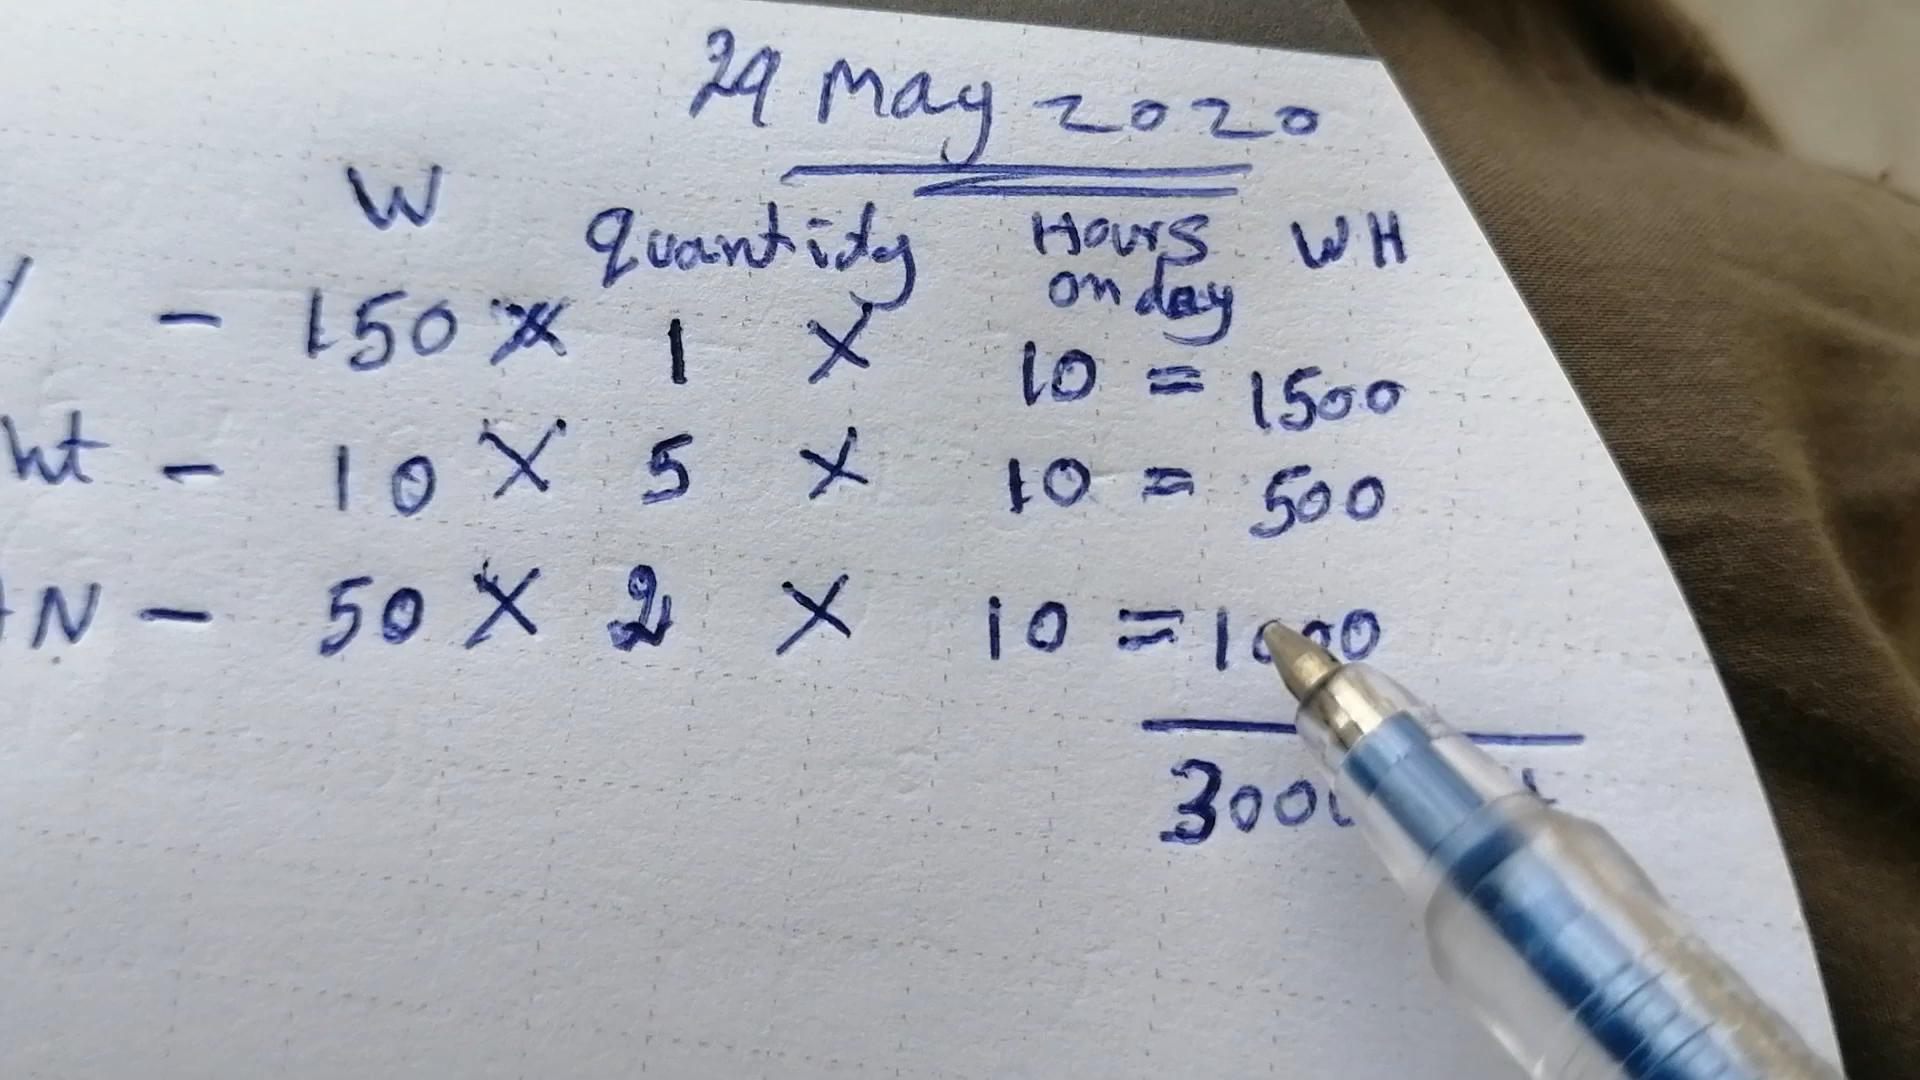 29 May 2020
W Quantity Hours on day WH
- 150 x 1 x 10 = 1500
ht - 10 x 5 x 10 = 500
N - 50 x 2 x 10 = 1000
3000